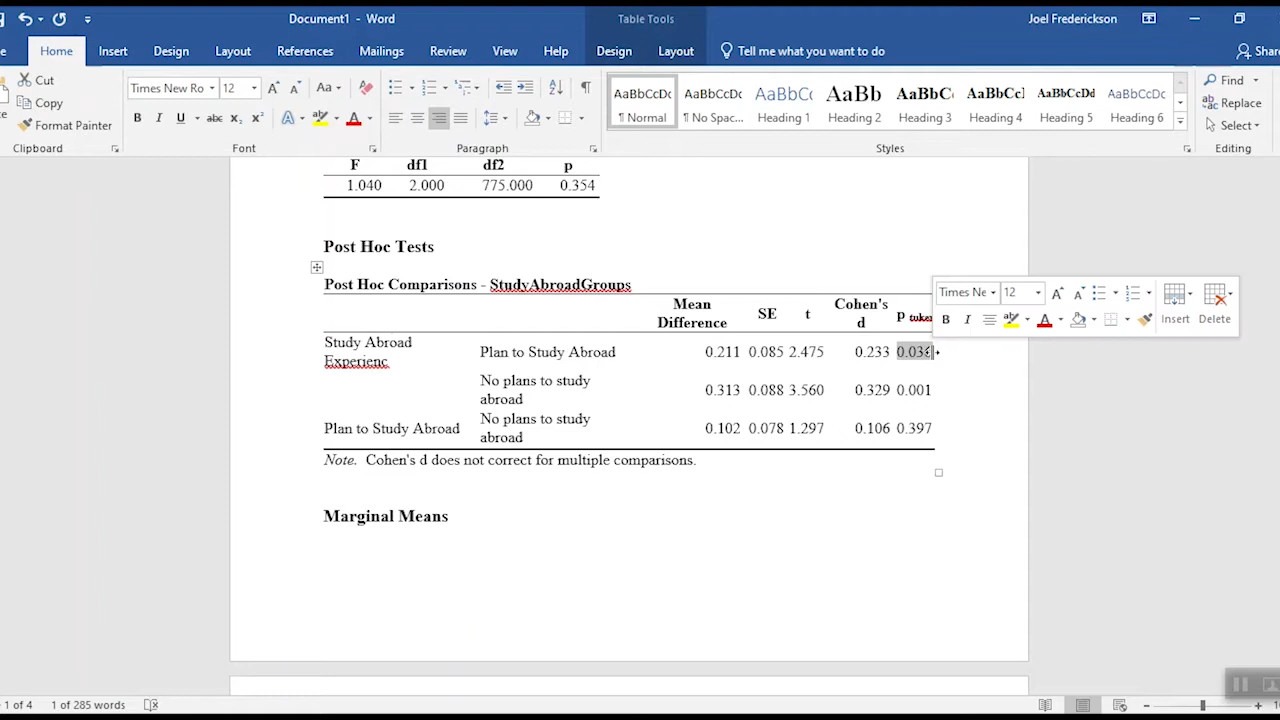 Document1 - Word
Table Tools
Joel Frederickson
Home Insert Design Layout References Mailings Review View Help Design Layout Tell me what you want to do
Cut
Copy
Format Painter
Clipboard
Times New Ro 12
Aa
B I U abc x₂ x²
Font
Paragraph
AaBbCcDc AaBbCcDc AaBbC( AaBb AaBbC( AaBbCcI AaBbCcDd AaBbCcDc
¶ Normal ¶ No Spac... Heading 1 Heading 2 Heading 3 Heading 4 Heading 5 Heading 6
Styles
Find
Replace
Select
Editing
F df1 df2 p
1.040 2.000 775.000 0.354
Post Hoc Tests
Post Hoc Comparisons - StudyAbroadGroups
Mean Difference SE t Cohen's d p
Times Ne 12
B I Insert Delete
Study Abroad
Experienc
Plan to Study Abroad 0.211 0.085 2.475 0.233
No plans to study
abroad
0.313 0.088 3.560 0.329 0.001
Plan to Study Abroad
No plans to study
abroad
0.102 0.078 1.297 0.106 0.397
Note. Cohen's d does not correct for multiple comparisons.
Marginal Means
1 of 4 1 of 285 words